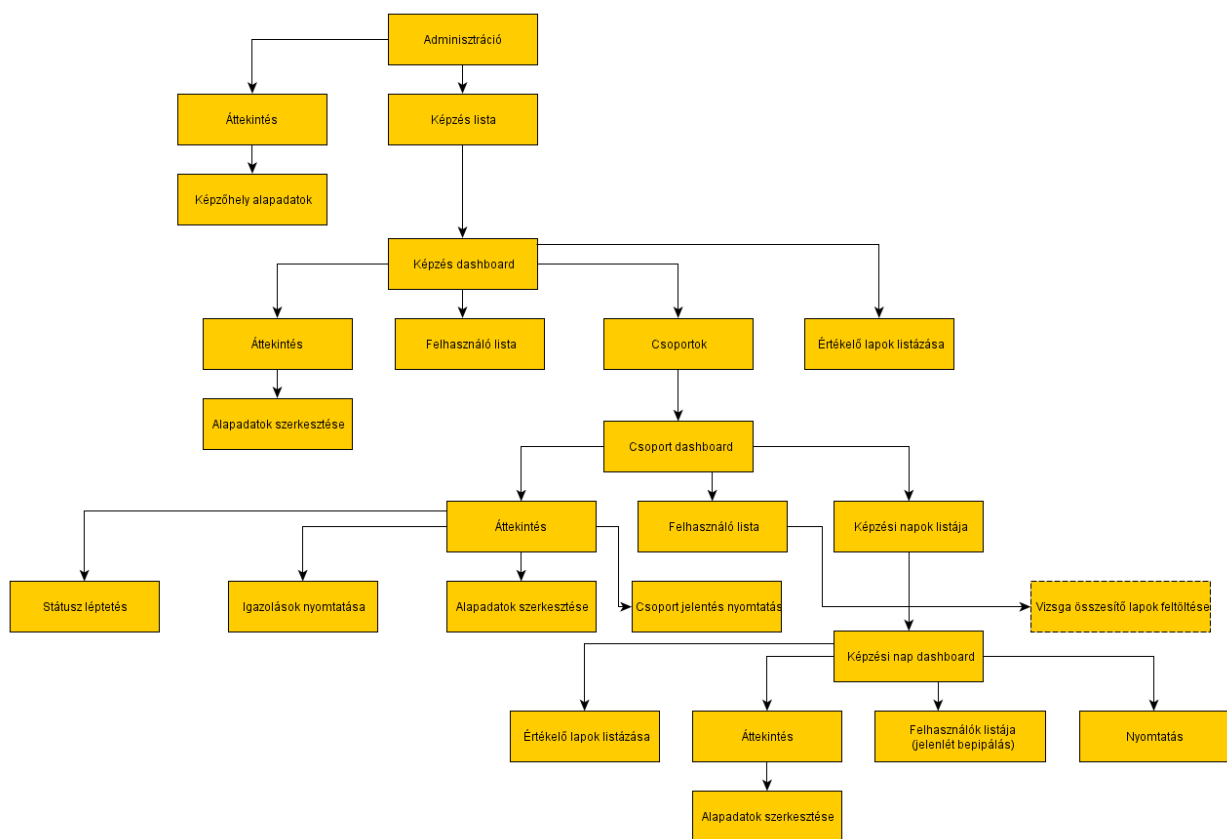 Adminisztráció
Áttekintés
Képzés lista
Képzőhely alapadatok
Képzés dashboard
Áttekintés
Felhasználó lista
Csoportok
Értékelő lapok listázása
Alapadatok szerkesztése
Csoport dashboard
Áttekintés
Felhasználó lista
Képzési napok listája
Státusz léptetés
Igazolások nyomtatása
Alapadatok szerkesztése
Csoport jelentés nyomtatás
Vizsga összesítő lapok feltöltése
Képzési nap dashboard
Értékelő lapok listázása
Áttekintés
Felhasználók listája
(jelenlét bepipálás)
Nyomtatás
Alapadatok szerkesztése